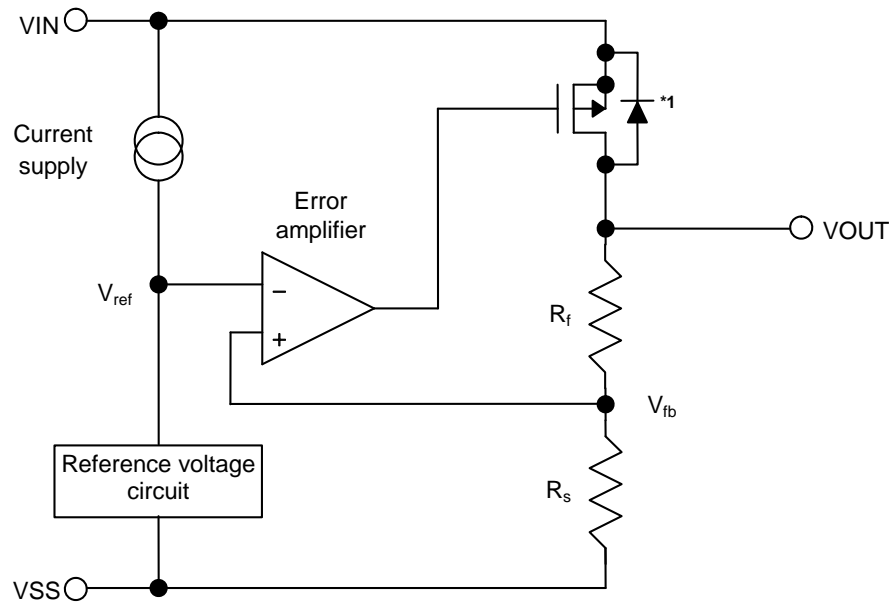 VIN
*1
Current
supply
Error
amplifier
VOUT
Vref
−
+
Rf
Vfb
Reference voltage
circuit
Rs
VSS